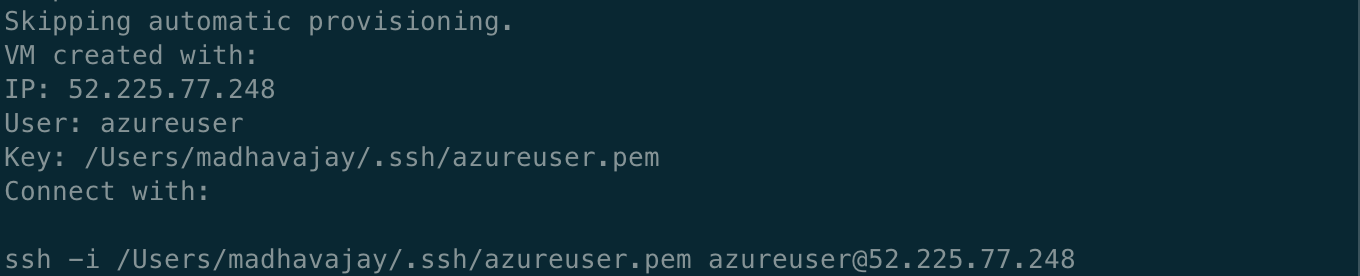 Skipping automatic provisioning.
VM created with:
IP: 52.225.77.248
User: azureuser
Key: /Users/madhavajay/.ssh/azureuser.pem
Connect with:
ssh -i /Users/madhavajay/.ssh/azureuser.pem azureuser@52.225.77.248